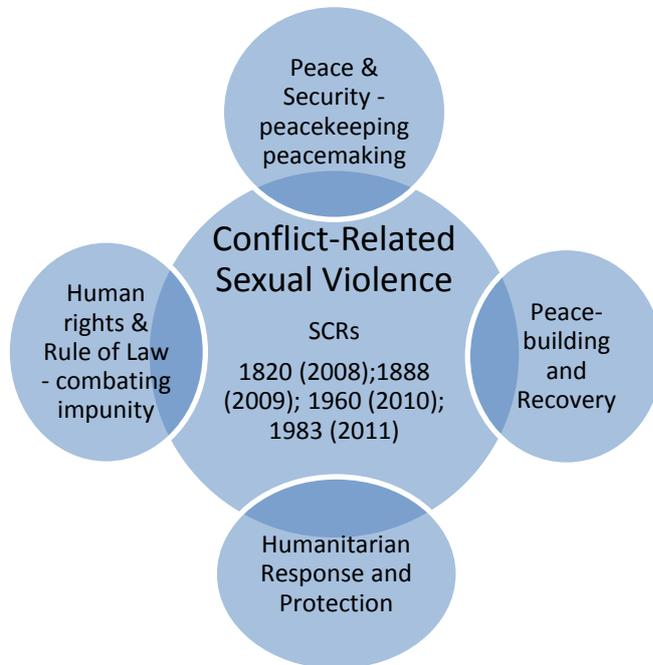 Peace &
Security -
peacekeeping
peacemaking
Conflict-Related
Sexual Violence
SCRs
1820 (2008);1888
(2009); 1960 (2010);
1983 (2011)
Human
rights &
Rule of Law
- combating
impunity
Peace-
building
and
Recovery
Humanitarian
Response and
Protection